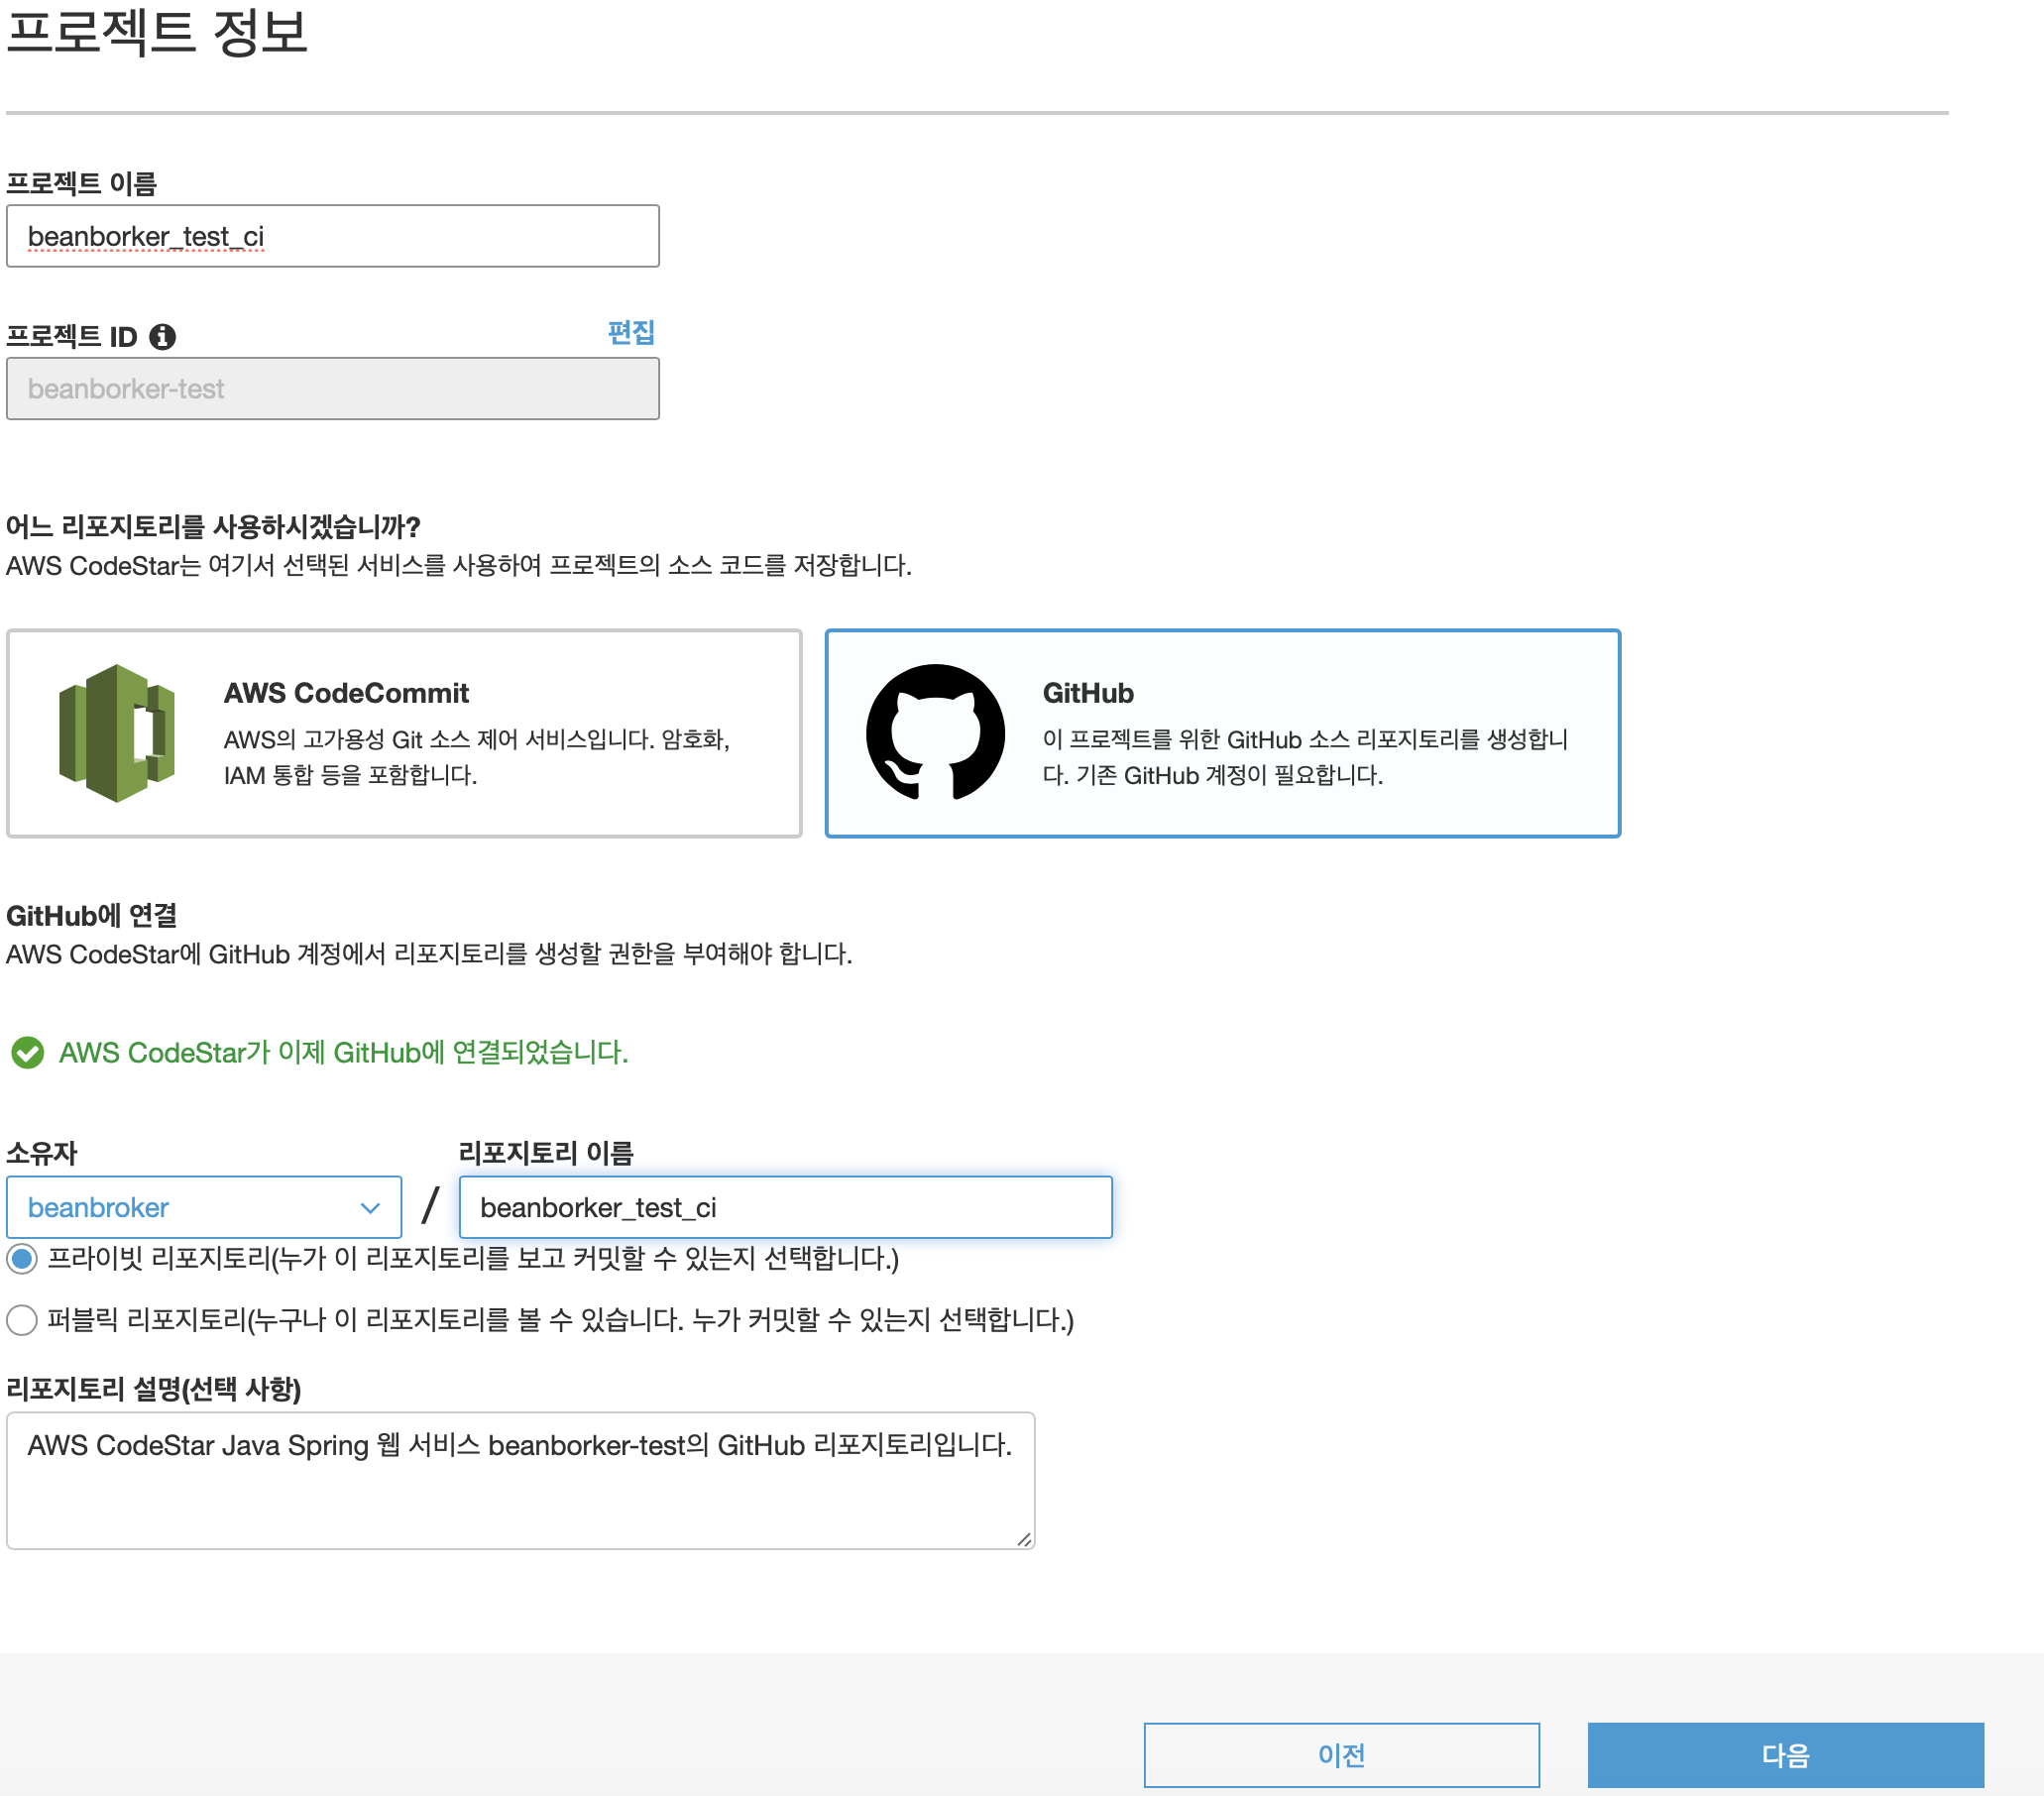 프로젝트 정보
프로젝트 이름
beanborker_test_ci
프로젝트 ID
편집
beanborker-test
어느 리포지토리를 사용하시겠습니까?
AWS CodeStar는 여기서 선택된 서비스를 사용하여 프로젝트의 소스 코드를 저장합니다.
AWS CodeCommit
AWS의 고가용성 Git 소스 제어 서비스입니다. 암호화,
IAM 통합 등을 포함합니다.
GitHub
이 프로젝트를 위한 GitHub 소스 리포지토리를 생성합니
다. 기존 GitHub 계정이 필요합니다.
GitHub에 연결
AWS CodeStar에 GitHub 계정에서 리포지토리를 생성할 권한을 부여해야 합니다.
AWS CodeStar가 이제 GitHub에 연결되었습니다.
소유자
리포지토리 이름
beanbroker
/
beanborker_test_ci
프라이빗 리포지토리(누가 이 리포지토리를 보고 커밋할 수 있는지 선택합니다.)
퍼블릭 리포지토리(누구나 이 리포지토리를 볼 수 있습니다. 누가 커밋할 수 있는지 선택합니다.)
리포지토리 설명(선택 사항)
AWS CodeStar Java Spring 웹 서비스 beanborker-test의 GitHub 리포지토리입니다.
이전
다음